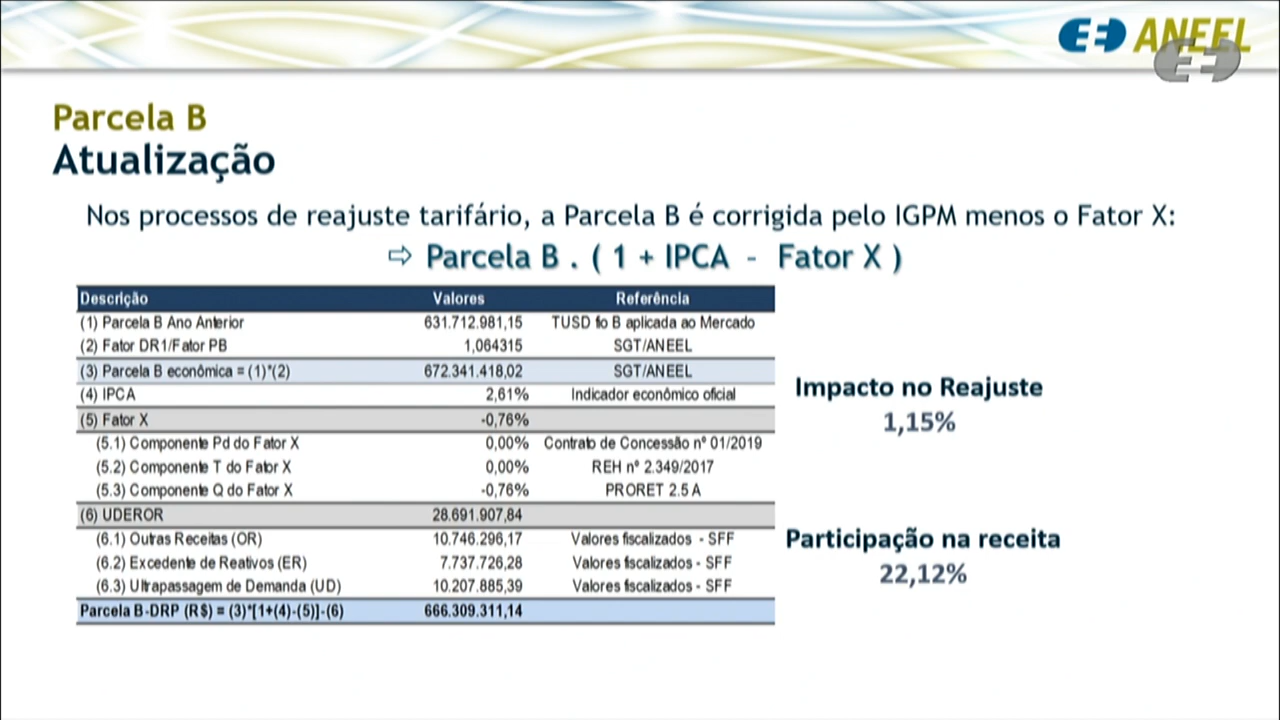 ANEEL
Parcela B
Atualização
Nos processos de reajuste tarifário, a Parcela B é corrigida pelo IGPM menos o Fator X:
⇨ Parcela B . ( 1 + IPCA - Fator X )
Descrição Valores Referência
(1) Parcela B Ano Anterior 631.712.981,15 TUSD fio B aplicada ao Mercado
(2) Fator DR1/Fator PB 1,064315 SGT/ANEEL
(3) Parcela B econômica = (1)*(2) 672.341.418,02 SGT/ANEEL
(4) IPCA 2,61% Indicador econômico oficial
(5) Fator X -0,76%
(5.1) Componente Pd do Fator X 0,00% Contrato de Concessão nº 01/2019
(5.2) Componente T do Fator X 0,00% REH nº 2.349/2017
(5.3) Componente Q do Fator X -0,76% PRORET 2.5 A
(6) UDEROR 28.691.907,84
(6.1) Outras Receitas (OR) 10.746.296,17 Valores fiscalizados - SFF
(6.2) Excedente de Reativos (ER) 7.737.726,28 Valores fiscalizados - SFF
(6.3) Ultrapassagem de Demanda (UD) 10.207.885,39 Valores fiscalizados - SFF
Parcela B-DRP (R$) = (3)*[1+(4)-(5)]-(6) 666.309.311,14
Impacto no Reajuste
1,15%
Participação na receita
22,12%